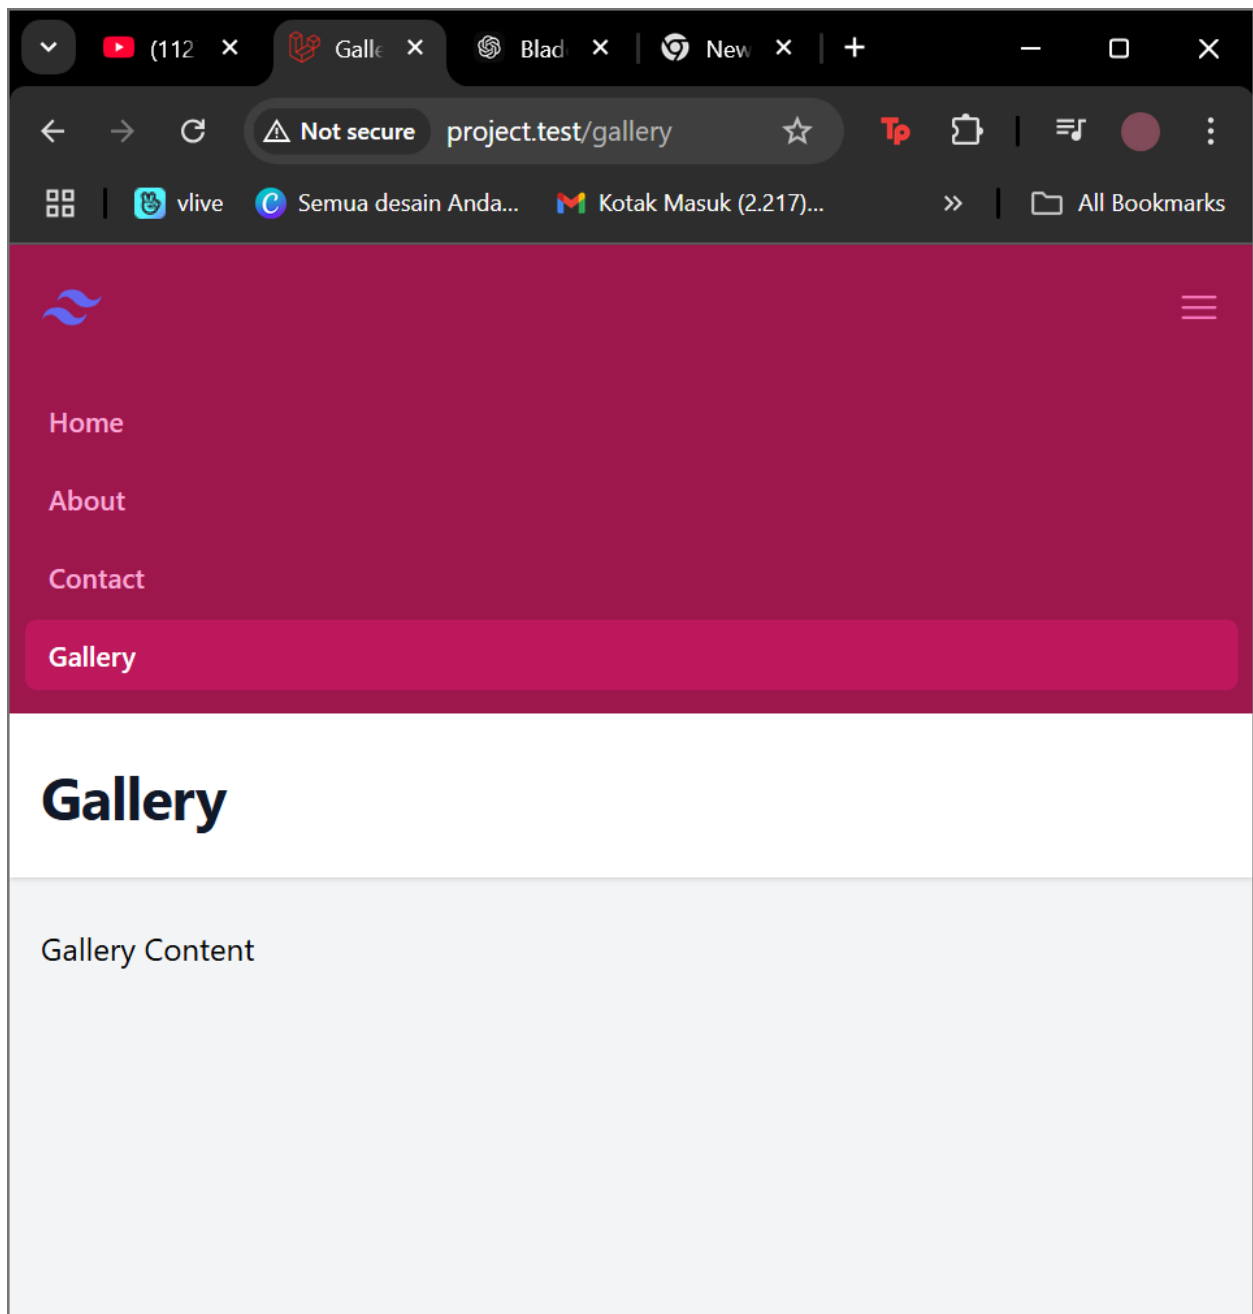 (112
Galle
Blad
New
Not secure
project.test/gallery
Tp
vlive
Semua desain Anda...
Kotak Masuk (2.217)...
All Bookmarks
Home
About
Contact
Gallery
Gallery
Gallery Content